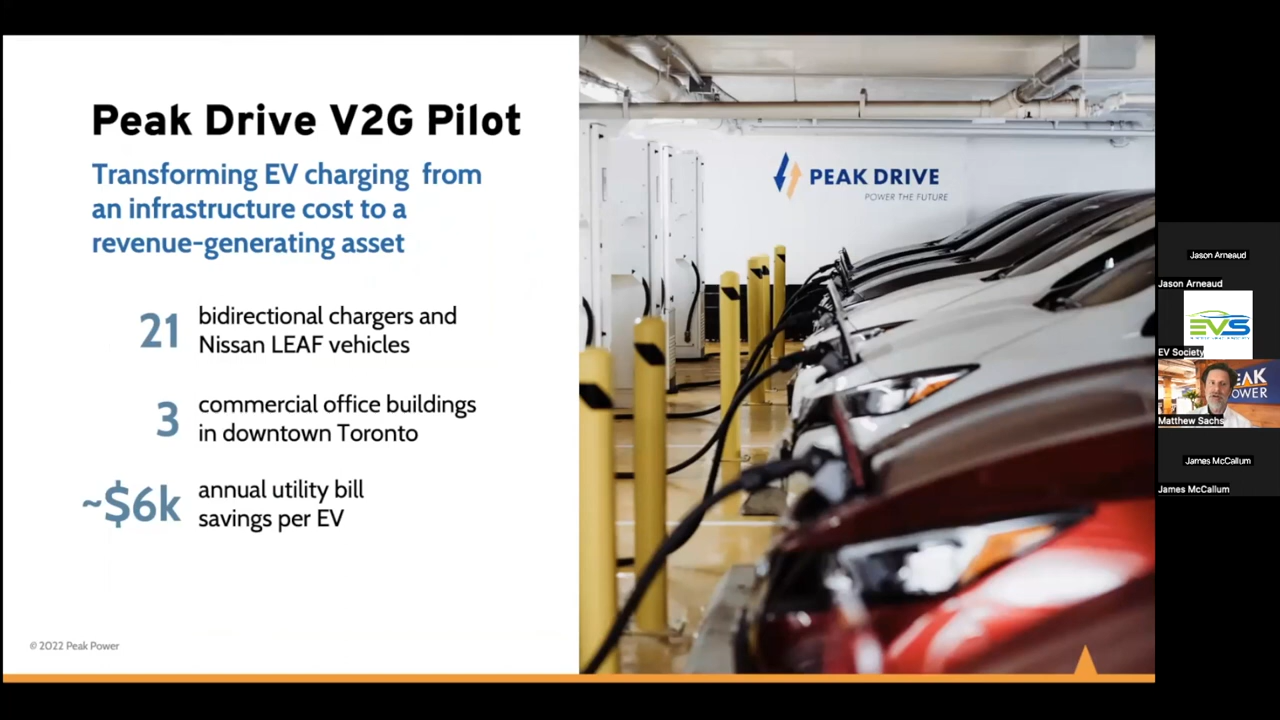 Peak Drive V2G Pilot
Transforming EV charging from
an infrastructure cost to a
revenue-generating asset
21
bidirectional chargers and
Nissan LEAF vehicles
3
commercial office buildings
in downtown Toronto
~$6k
annual utility bill
savings per EV
© 2022 Peak Power
PEAK DRIVE
POWER THE FUTURE
Jason Arneaud
Jason Arneaud
EVS
EV Society
POWER
Matthew Sachs
James McCallum
James McCallum